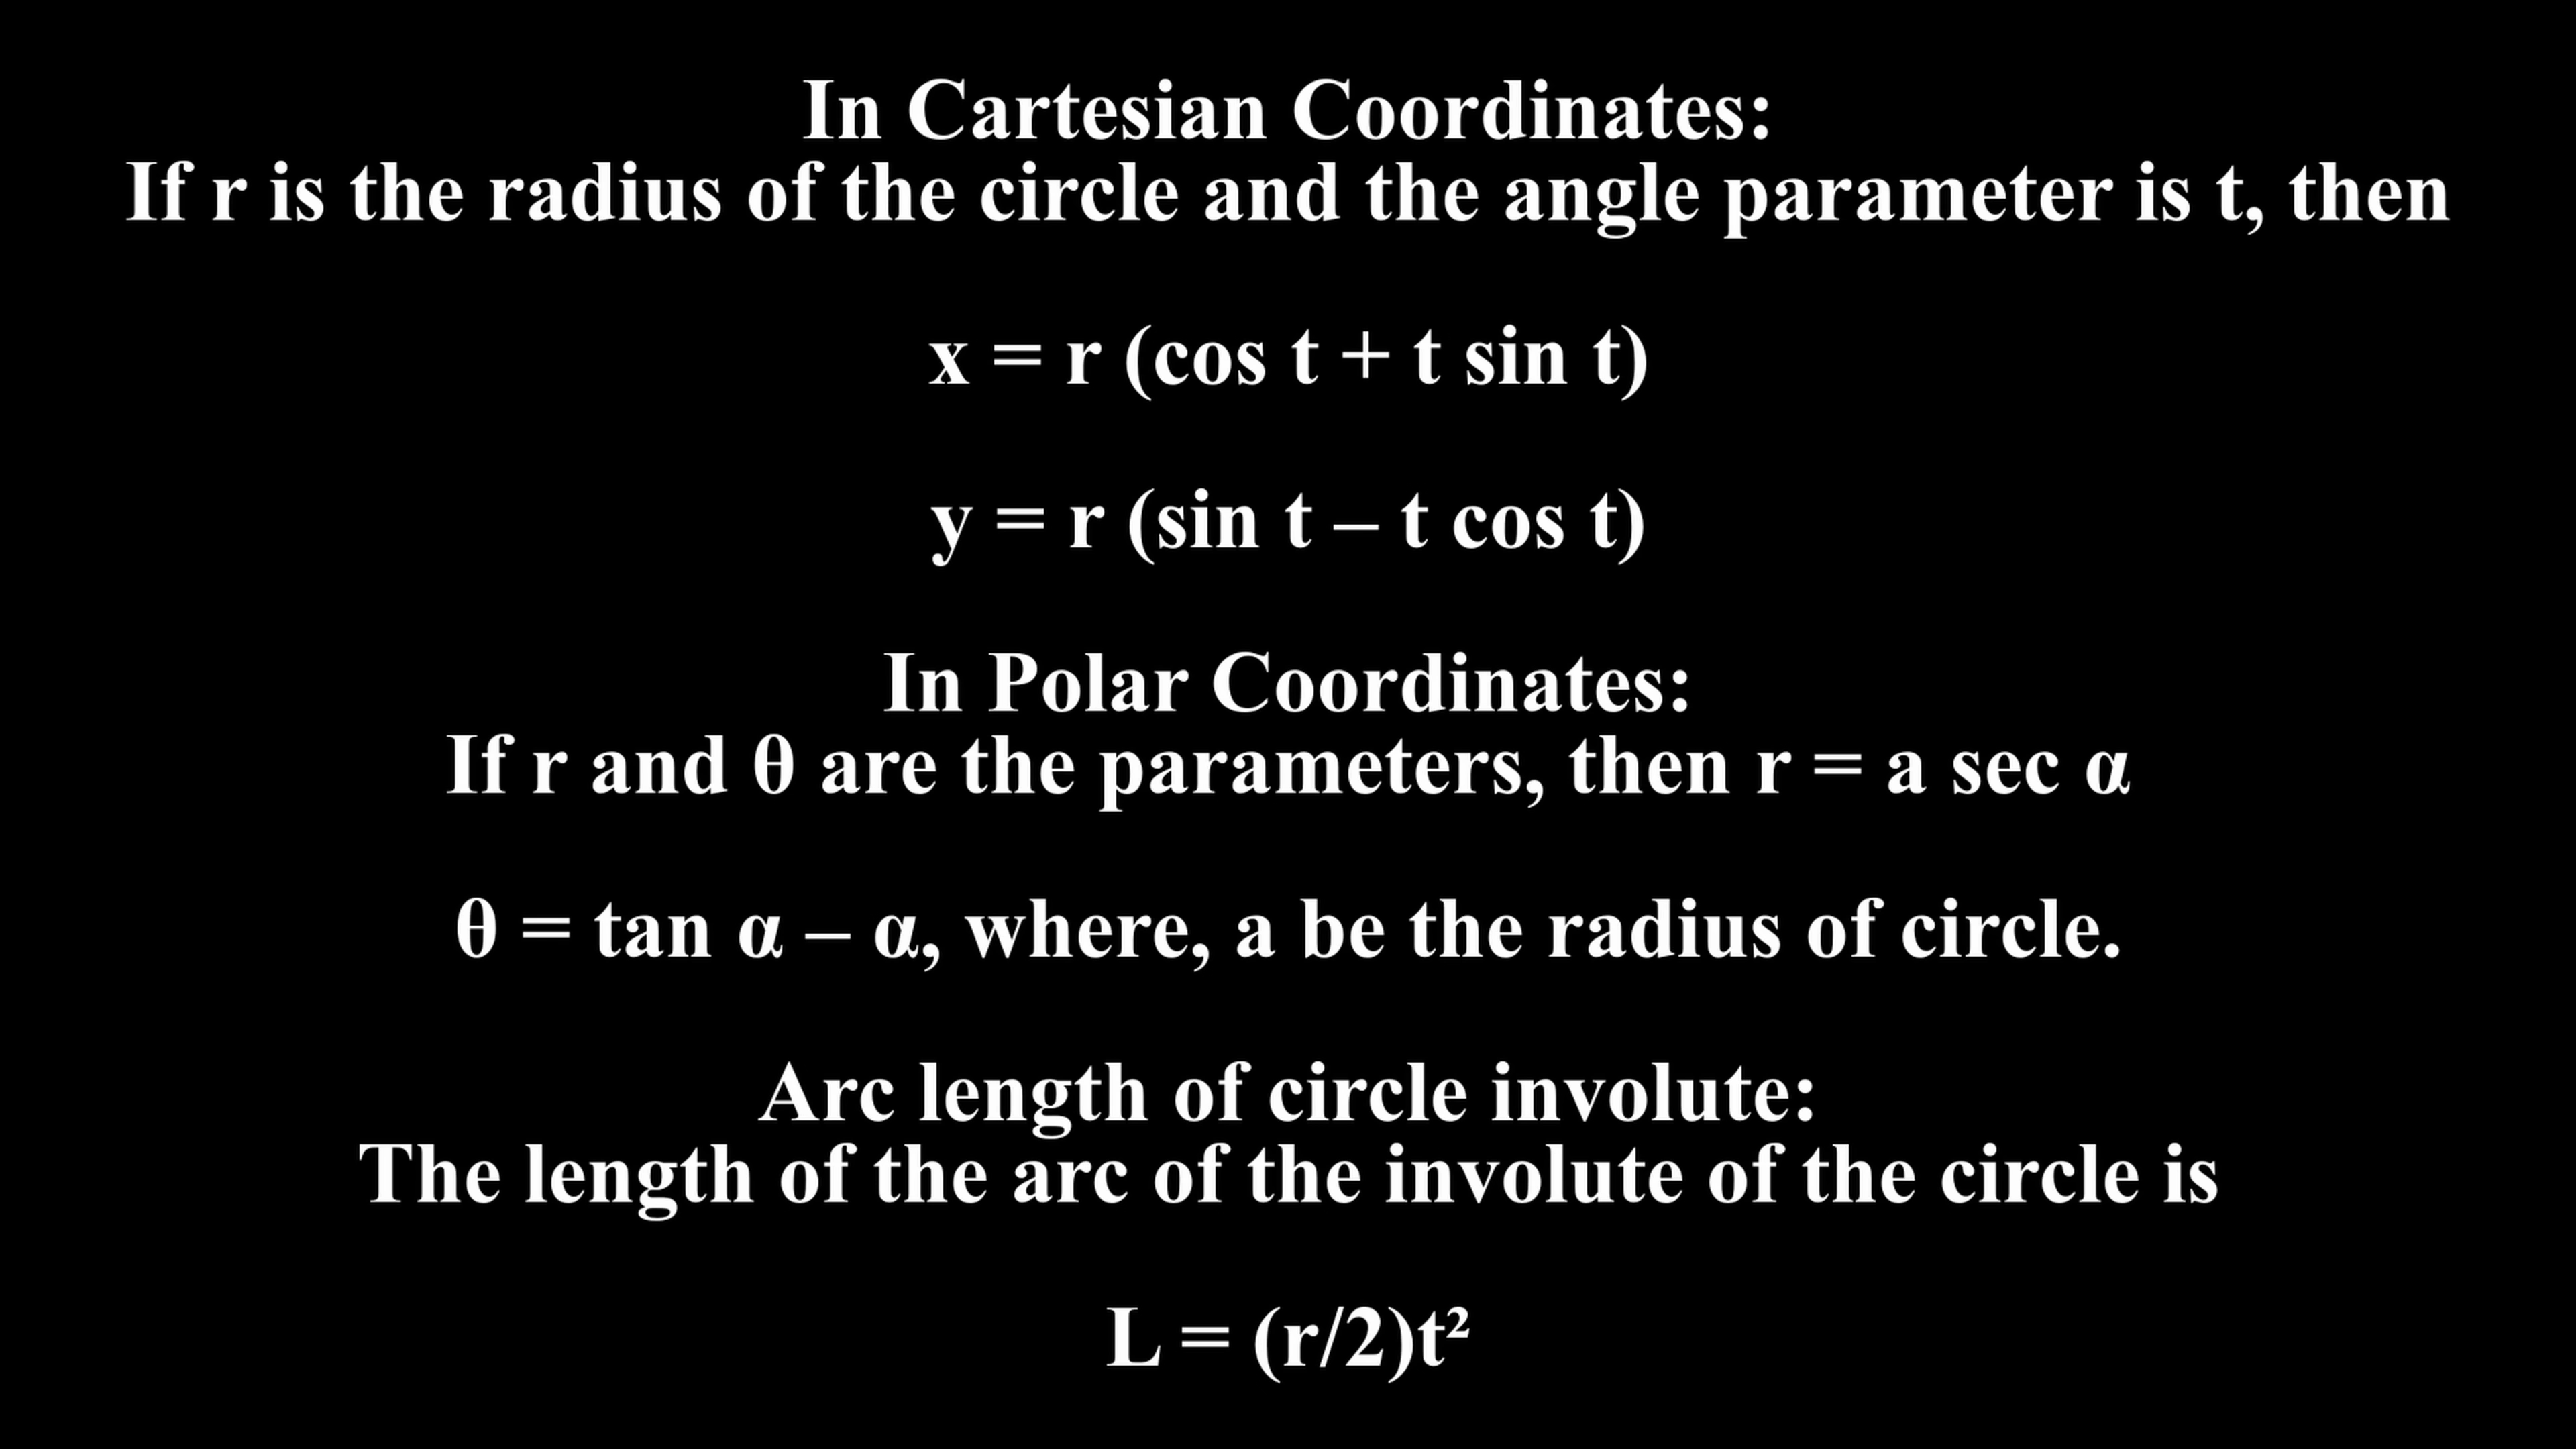 In Cartesian Coordinates:
If r is the radius of the circle and the angle parameter is t, then
x = r (cos t + t sin t)
y = r (sin t – t cos t)
In Polar Coordinates:
If r and θ are the parameters, then r = a sec α
θ = tan α – α, where, a be the radius of circle.
Arc length of circle involute:
The length of the arc of the involute of the circle is
L = (r/2)t²